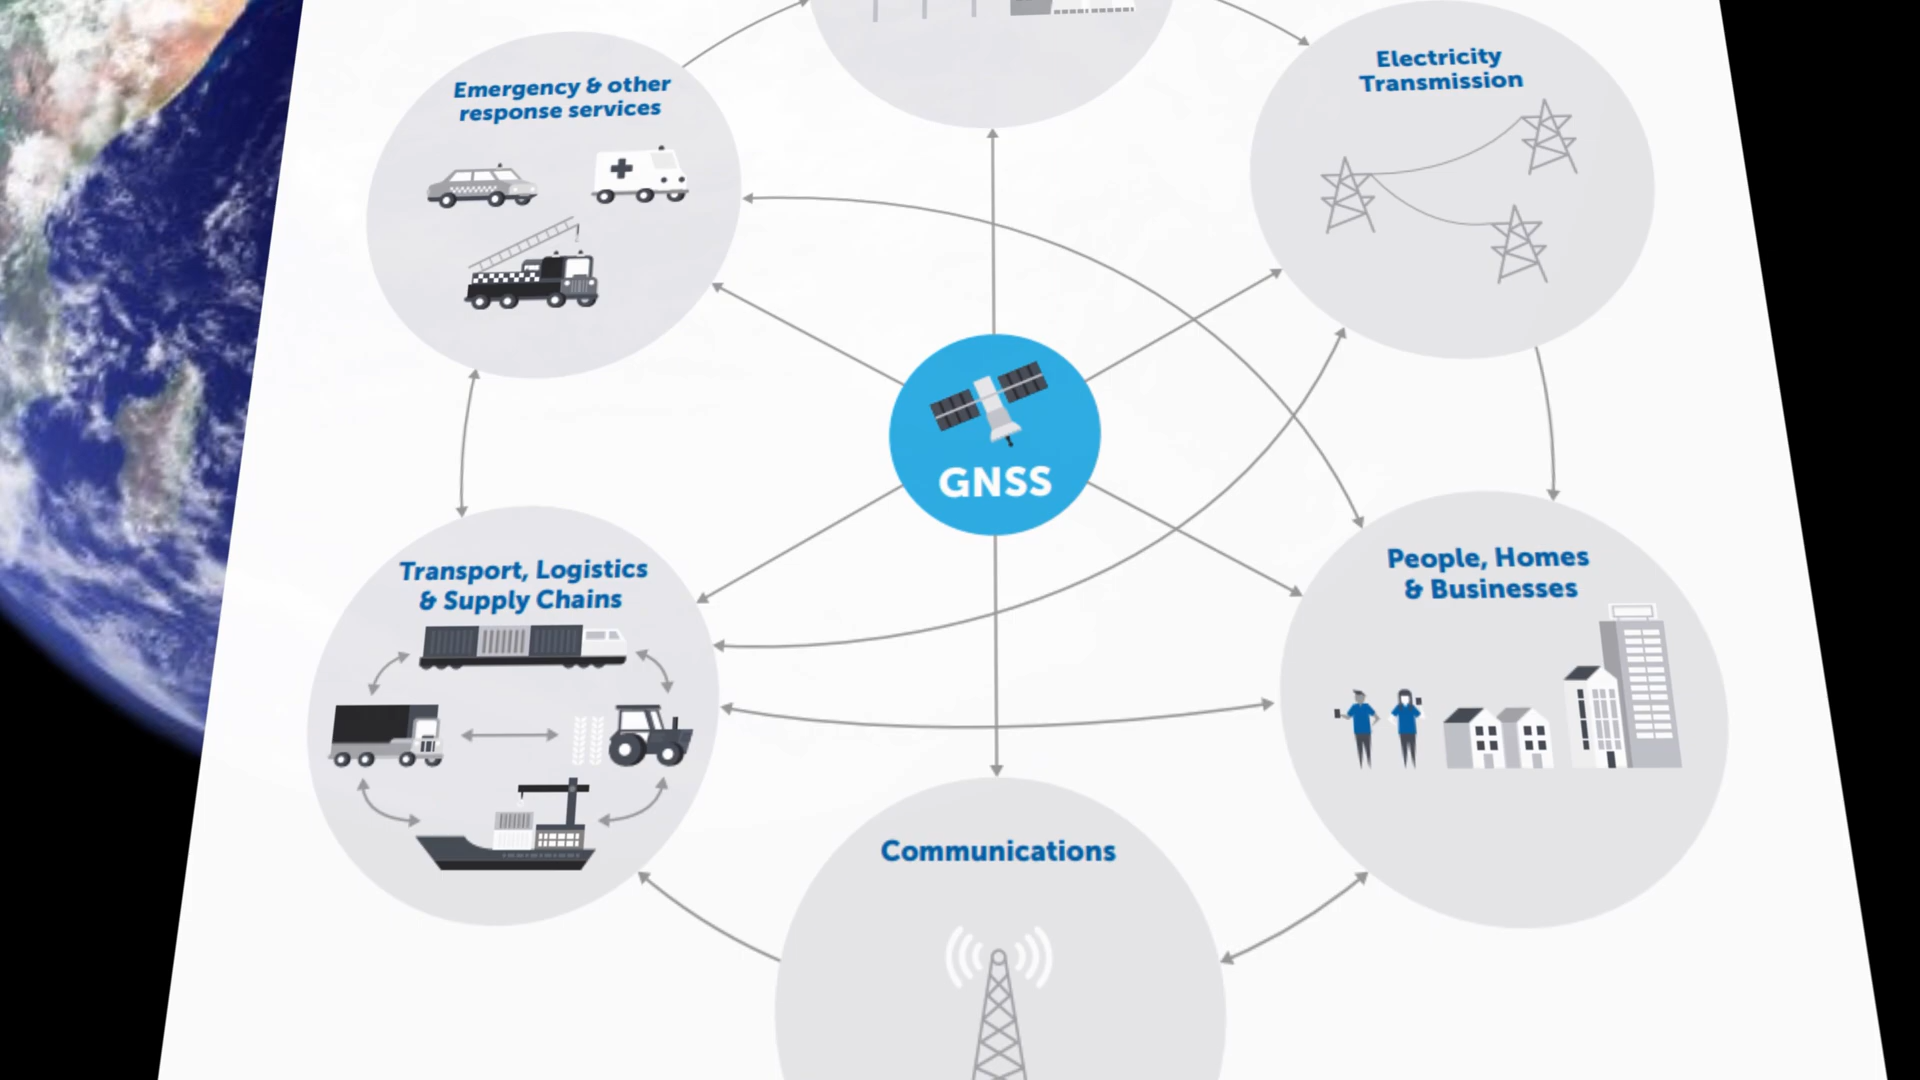 Emergency & other
response services
Electricity
Transmission
GNSS
Transport, Logistics
& Supply Chains
People, Homes
& Businesses
Communications